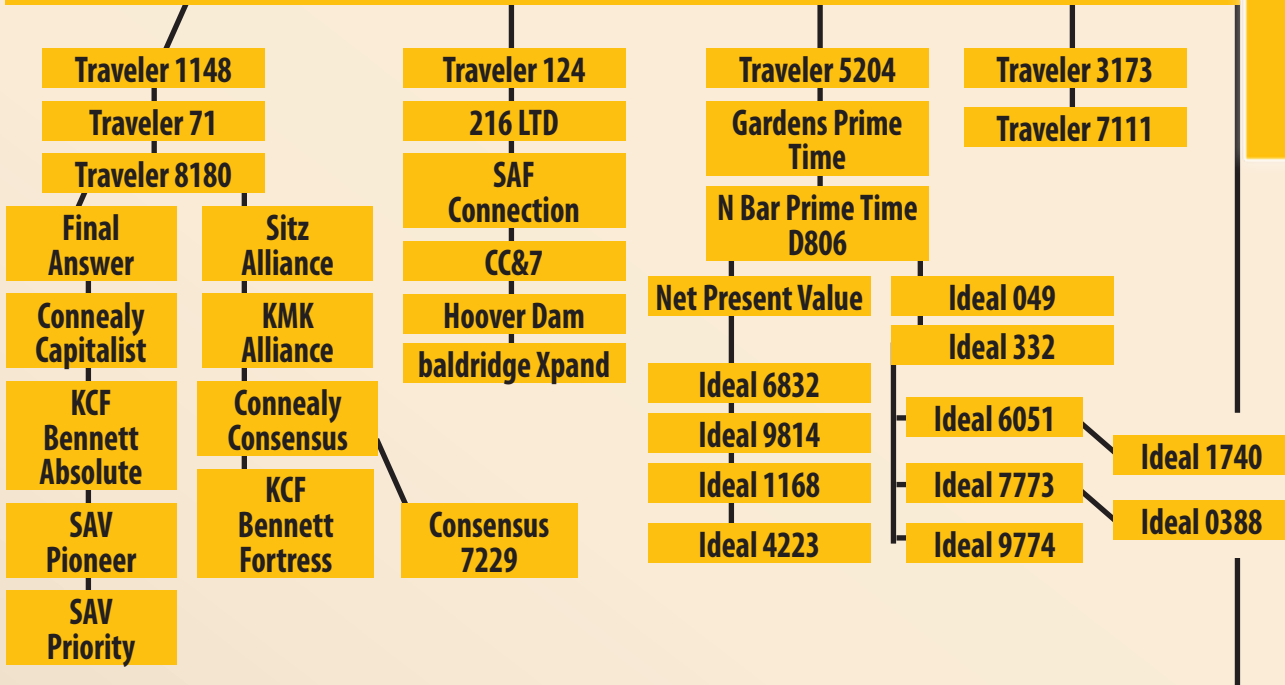 Traveler 1148
Traveler 71
Traveler 8180
Final
Answer
Connealy
Capitalist
KCF
Bennett
Absolute
SAV
Pioneer
SAV
Priority
Sitz
Alliance
KMK
Alliance
Connealy
Consensus
KCF
Bennett
Fortress
Consensus
7229
Traveler 124
216 LTD
SAF
Connection
CC&7
Hoover Dam
baldridge Xpand
Traveler 5204
Gardens Prime
Time
N Bar Prime Time
D806
Net Present Value
Ideal 6832
Ideal 9814
Ideal 1168
Ideal 4223
Ideal 049
Ideal 332
Ideal 6051
Ideal 1740
Ideal 7773
Ideal 0388
Ideal 9774
Traveler 3173
Traveler 7111